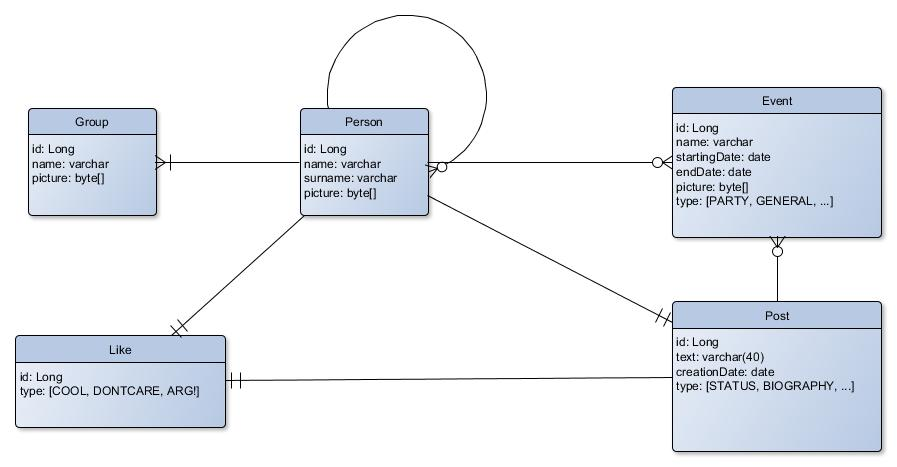 Group
id: Long
name: varchar
picture: byte[]
Person
id: Long
name: varchar
surname: varchar
picture: byte[]
Event
id: Long
name: varchar
startingDate: date
endDate: date
picture: byte[]
type: [PARTY, GENERAL, ...]
Like
id: Long
type: [COOL, DONTCARE, ARG!]
Post
id: Long
text: varchar(40)
creationDate: date
type: [STATUS, BIOGRAPHY, ...]